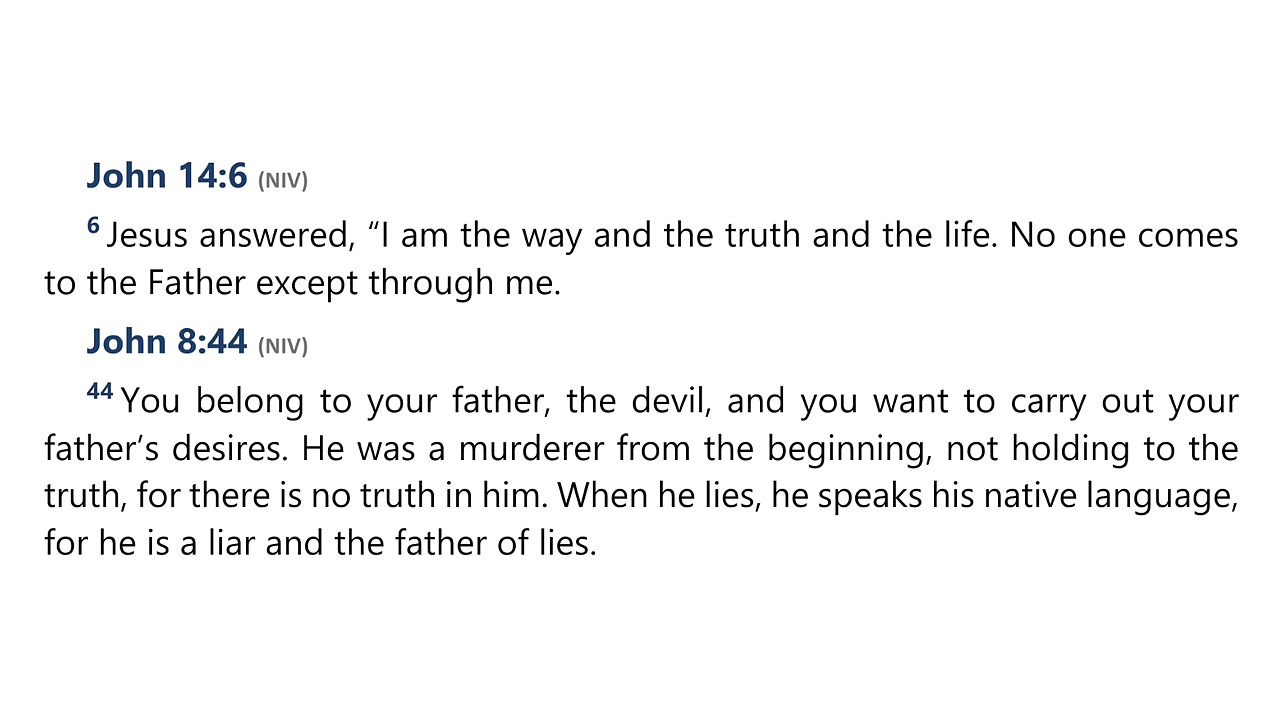 John 14:6 (NIV)
6 Jesus answered, “I am the way and the truth and the life. No one comes
to the Father except through me.
John 8:44 (NIV)
44 You belong to your father, the devil, and you want to carry out your
father’s desires. He was a murderer from the beginning, not holding to the
truth, for there is no truth in him. When he lies, he speaks his native language,
for he is a liar and the father of lies.